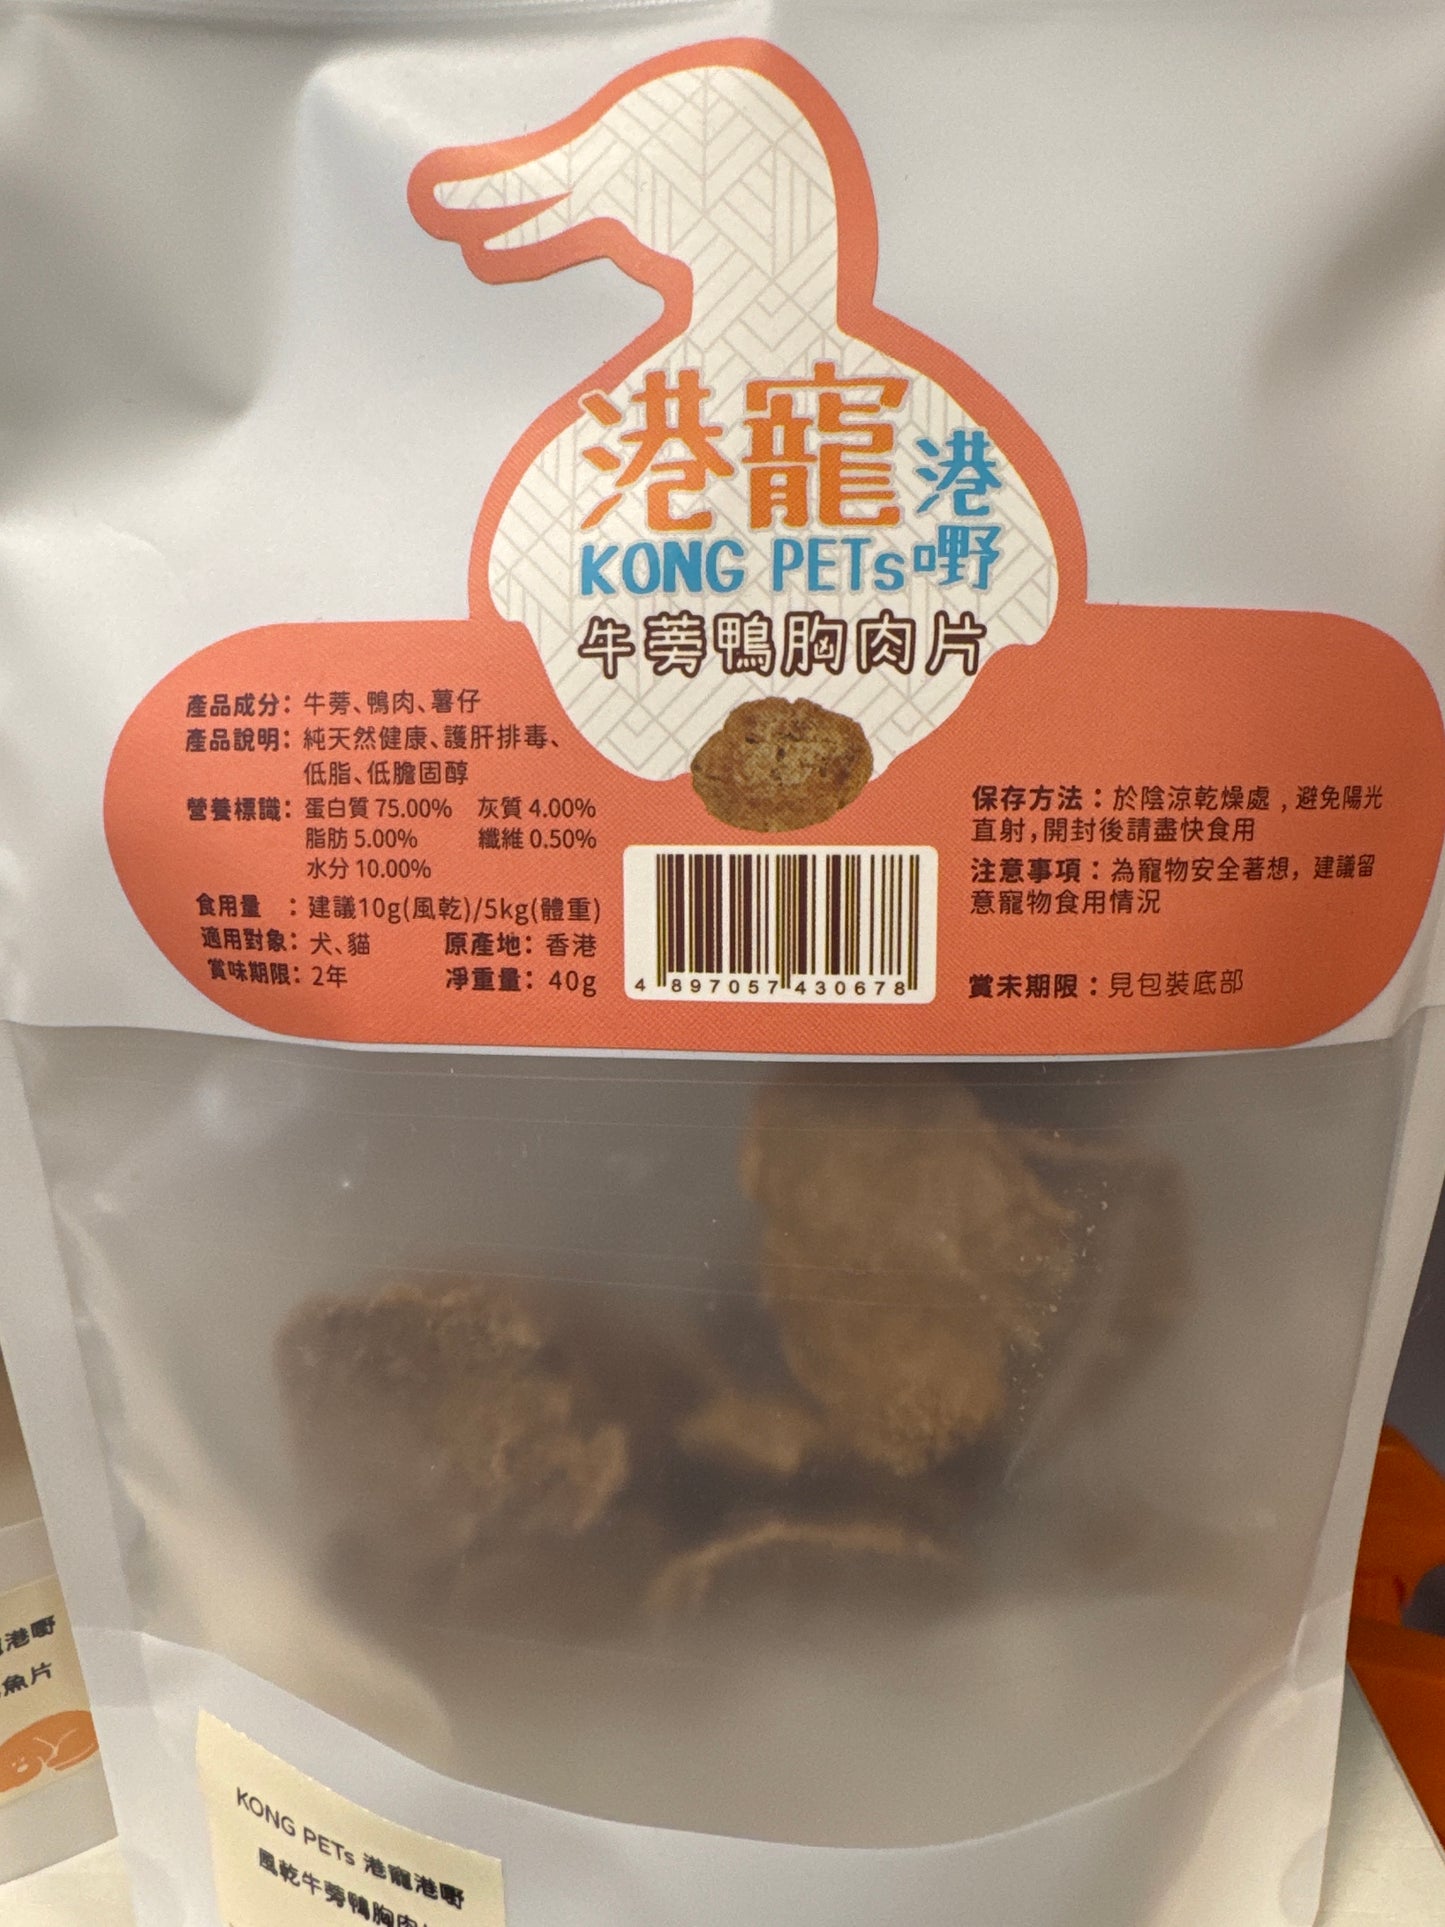 港寵港嘢
KONG PETs
牛蒡鴨胸肉片
產品成分：牛蒡、鴨肉、薯仔
產品說明：純天然健康、護肝排毒、
低脂、低膽固醇
營養標識：蛋白質 75.00% 灰質 4.00%
脂肪 5.00% 纖維 0.50%
水分 10.00%
食用量 ：建議10g(風乾)/5kg(體重)
適用對象：犬、貓 原產地：香港
賞味期限：2年 凈重量：40g
4 897057 430678
保存方法：於陰涼乾燥處，避免陽光
直射，開封後請盡快食用
注意事項：為寵物安全著想，建議留
意寵物食用情況
賞未期限：見包裝底部
港嘢
魚片
KONG PETs 港寵港嘢
風乾牛蒡鴨胸肉